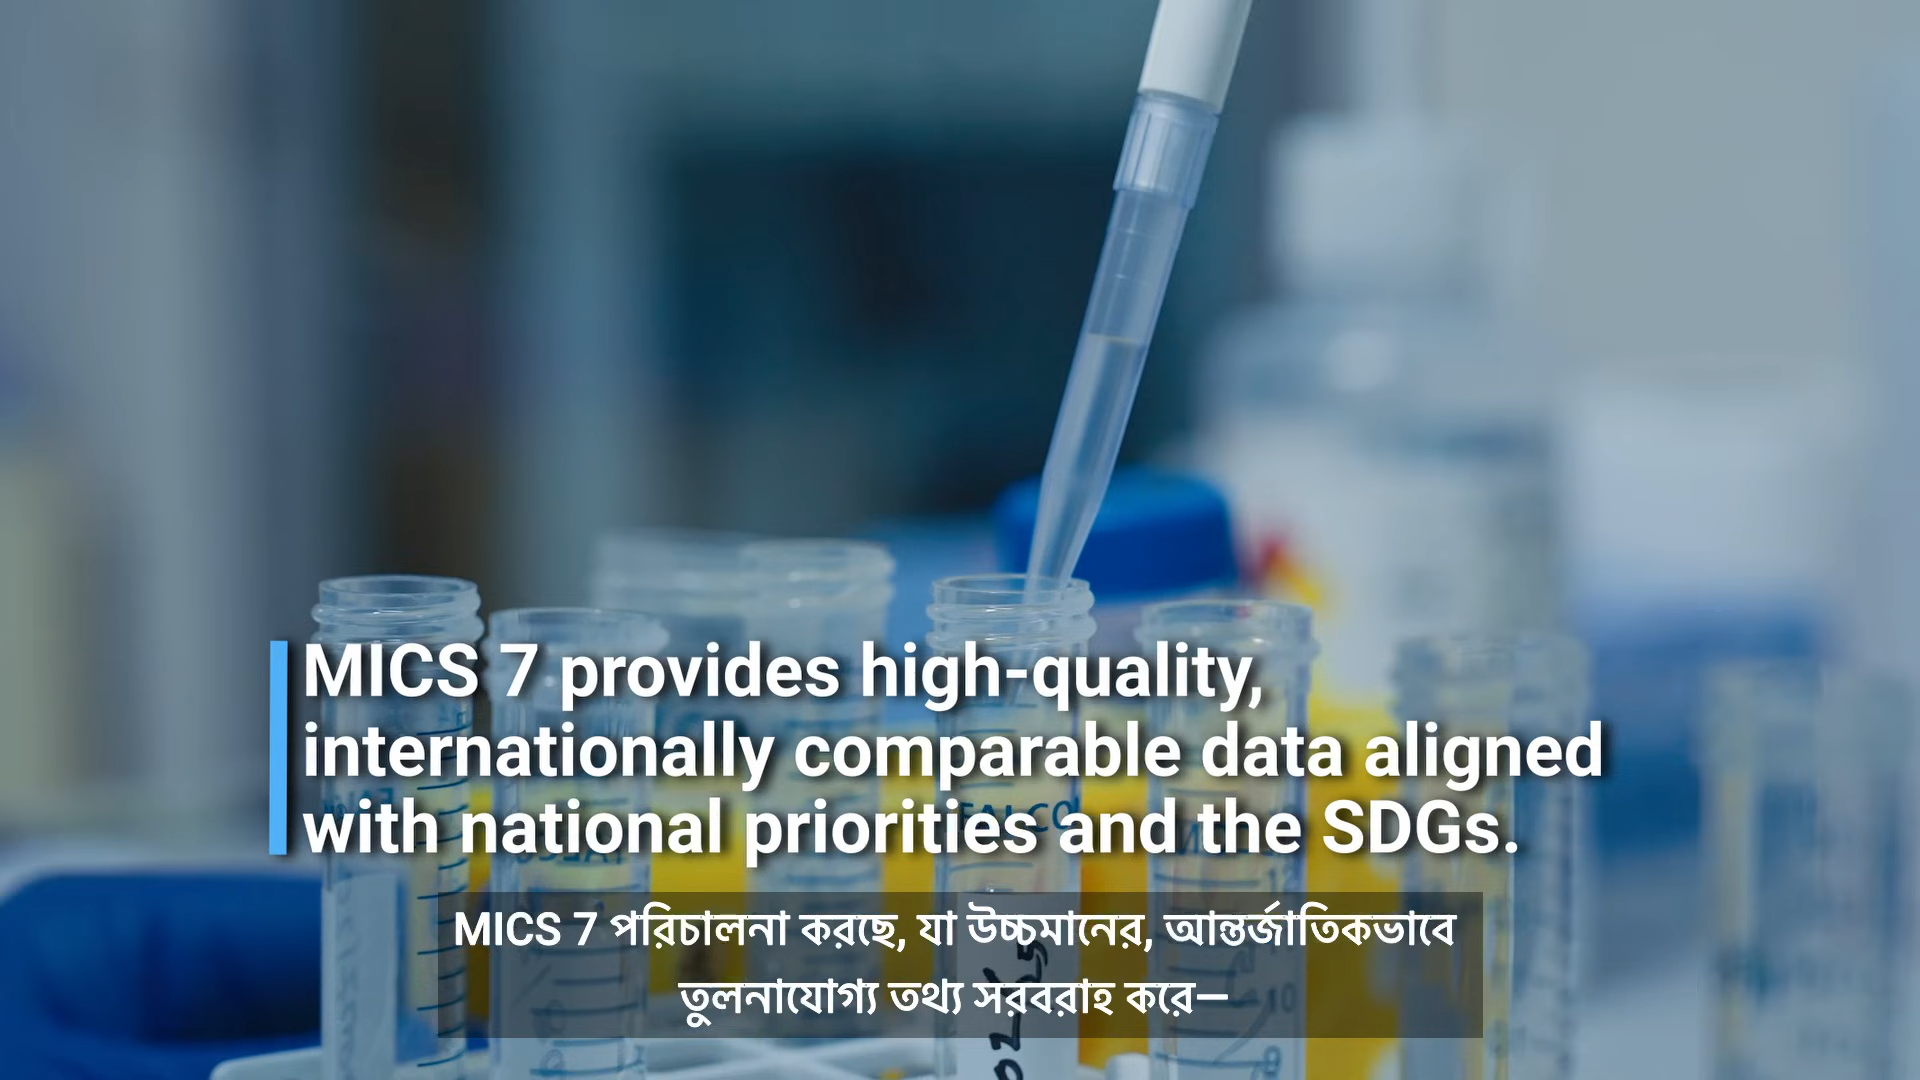 MICS 7 provides high-quality,
internationally comparable data aligned
with national priorities and the SDGs.
MICS 7 পরিচালনা করছে, যা উচ্চমানের, আন্তর্জাতিকভাবে
তুলনাযোগ্য তথ্য সরবরাহ করে—